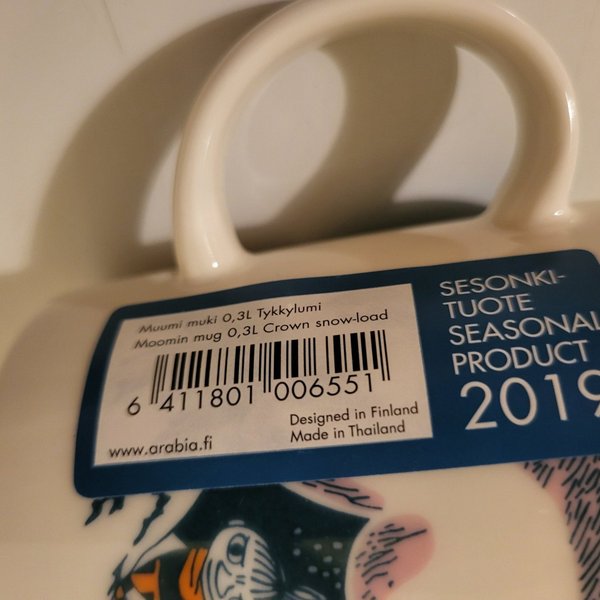 Muumi muki 0,3L Tykkylumi
Moomin mug 0,3L Crown snow-load
6 411801 006551
Designed in Finland
Made in Thailand
www.arabia.fi
SESONKI-
TUOTE
SEASONAL
PRODUCT
2019